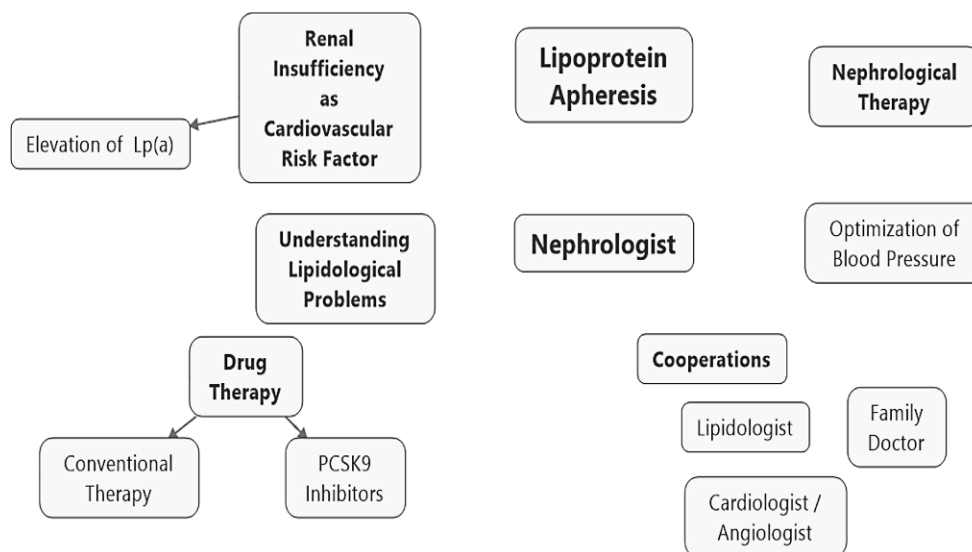 Renal
Insufficiency
as
Cardiovascular
Risk Factor
Elevation of Lp(a)
Lipoprotein
Apheresis
Nephrological
Therapy
Understanding
Lipidological
Problems
Nephrologist
Optimization of
Blood Pressure
Drug
Therapy
Conventional
Therapy
PCSK9
Inhibitors
Cooperations
Lipidologist
Family
Doctor
Cardiologist /
Angiologist